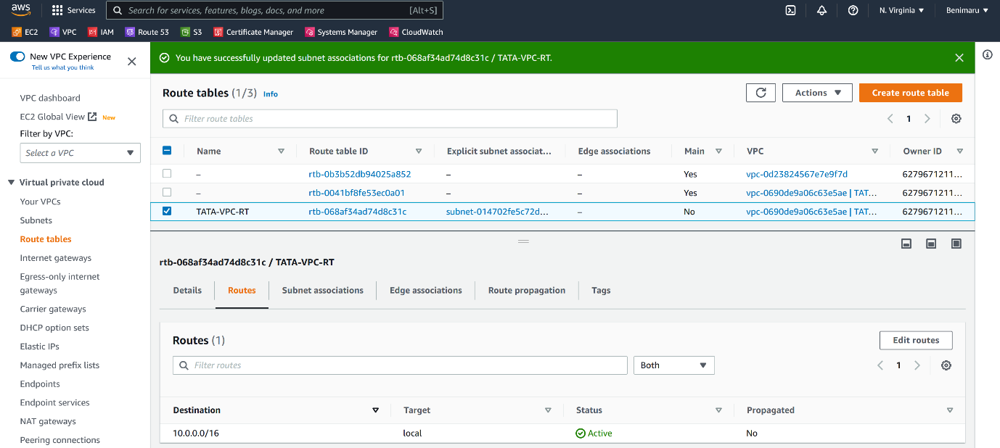 aws
Services
Search for services, features, blogs, docs, and more
[Alt+S]
N. Virginia
Benimaru
EC2
VPC
IAM
Route 53
S3
Certificate Manager
Systems Manager
CloudWatch
New VPC Experience
Tell us what you think
You have successfully updated subnet associations for rtb-068af34ad74d8c31c / TATA-VPC-RT.
VPC dashboard
EC2 Global View New
Filter by VPC:
Select a VPC
Virtual private cloud
Your VPCs
Subnets
Route tables
Internet gateways
Egress-only internet
gateways
Carrier gateways
DHCP option sets
Elastic IPs
Managed prefix lists
Endpoints
Endpoint services
NAT gateways
Peering connections
Route tables (1/3) Info
Actions
Create route table
Filter route tables
1
Name Route table ID Explicit subnet associat... Edge associations Main VPC Owner ID
– rtb-0b3b52db94025a852 – – Yes vpc-0d23824567e7e9f7d 6279671211...
– rtb-0041bf8fe53ec0a01 – – Yes vpc-0690de9a06c63e5ae | TAT... 6279671211...
TATA-VPC-RT rtb-068af34ad74d8c31c subnet-014702fe5c72d... – No vpc-0690de9a06c63e5ae | TAT... 6279671211...
rtb-068af34ad74d8c31c / TATA-VPC-RT
Details
Routes
Subnet associations
Edge associations
Route propagation
Tags
Routes (1)
Edit routes
Filter routes
Both
1
Destination Target Status Propagated
10.0.0.0/16 local Active No